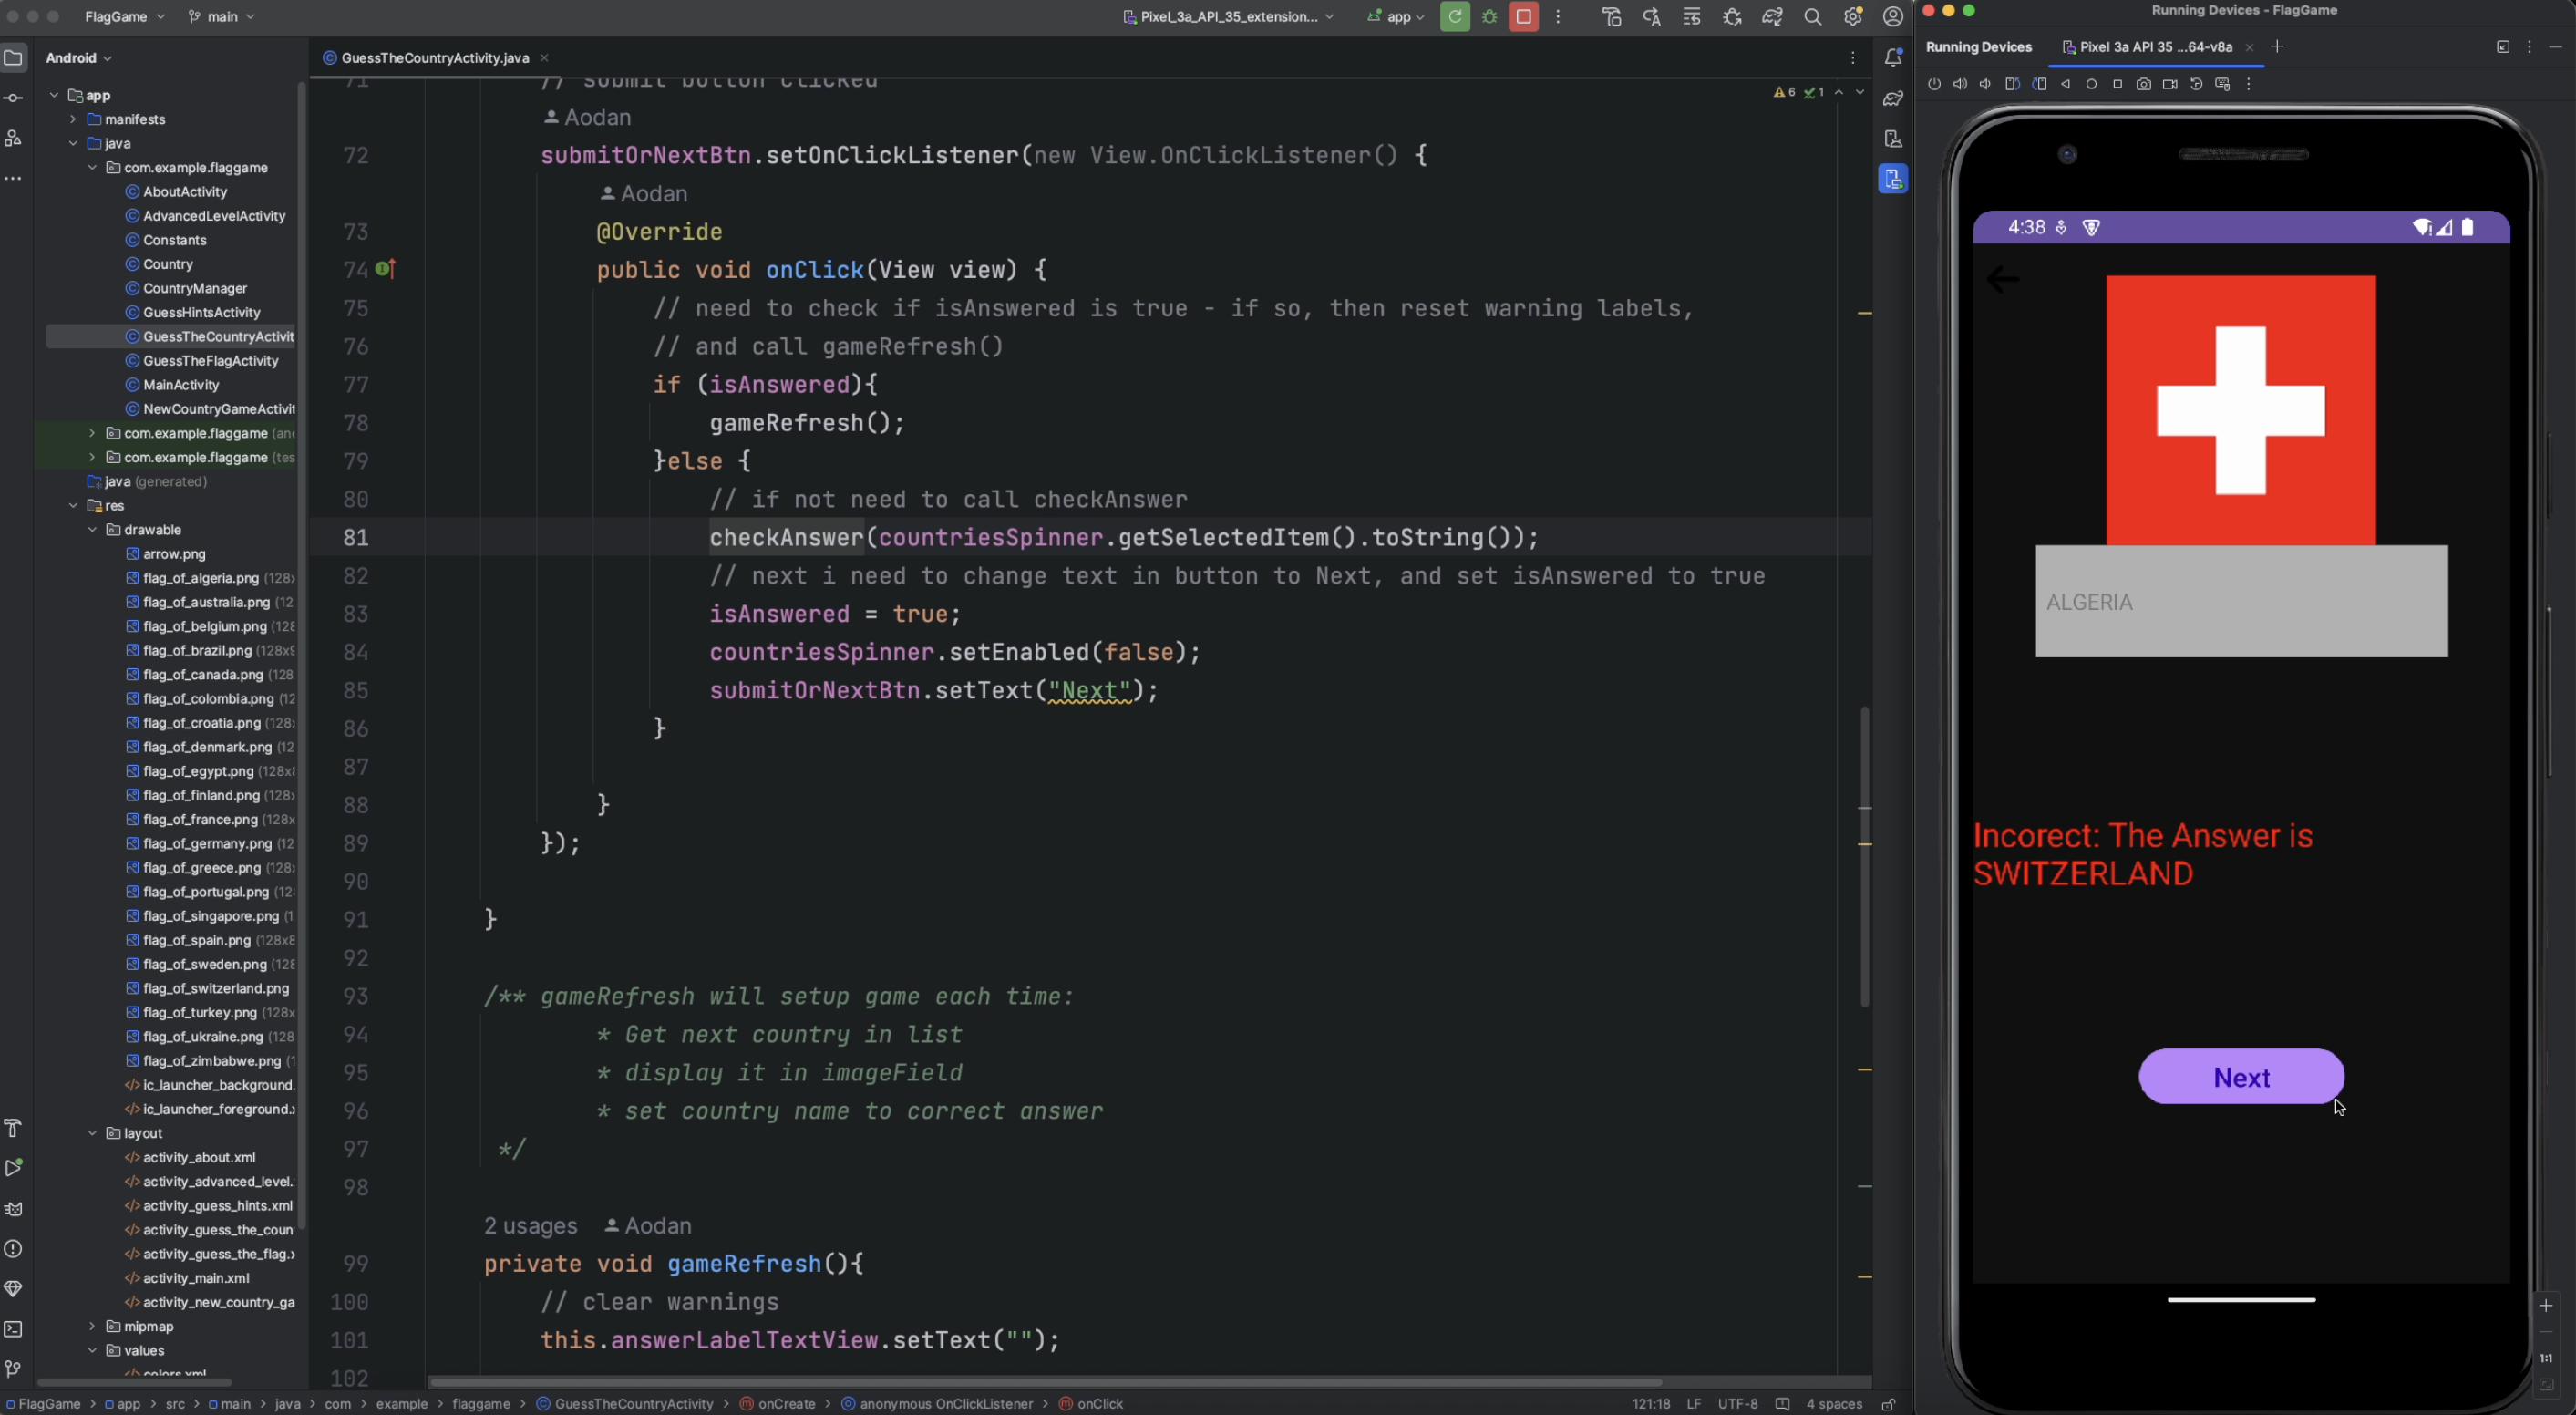 FlagGame
main
Pixel_3a_API_35_extension...
app
Running Devices - FlagGame
Android
GuessTheCountryActivity.java
Running Devices
Pixel 3a API 35 ...64-v8a
app
manifests
java
com.example.flaggame
AboutActivity
AdvancedLevelActivity
Constants
Country
CountryManager
GuessHintsActivity
GuessTheCountryActivit
GuessTheFlagActivity
MainActivity
NewCountryGameActivit
com.example.flaggame (and
com.example.flaggame (tes
java (generated)
res
drawable
arrow.png
flag_of_algeria.png (128x
flag_of_australia.png (12
flag_of_belgium.png (128
flag_of_brazil.png (128x9
flag_of_canada.png (128
flag_of_colombia.png (12
flag_of_croatia.png (128x
flag_of_denmark.png (12
flag_of_egypt.png (128x8
flag_of_finland.png (128x
flag_of_france.png (128x
flag_of_germany.png (12
flag_of_greece.png (128x
flag_of_portugal.png (128
flag_of_singapore.png (1
flag_of_spain.png (128x8
flag_of_sweden.png (128
flag_of_switzerland.png
flag_of_turkey.png (128x
flag_of_ukraine.png (128
flag_of_zimbabwe.png (1
ic_launcher_background.
ic_launcher_foreground.x
layout
activity_about.xml
activity_advanced_level.
activity_guess_hints.xml
activity_guess_the_coun
activity_guess_the_flag.x
activity_main.xml
activity_new_country_ga
mipmap
values
colors.xml
71 // submit button clicked
6 1
Aodan
72 submitOrNextBtn.setOnClickListener(new View.OnClickListener() {
Aodan
73 @Override
74 public void onClick(View view) {
75 // need to check if isAnswered is true - if so, then reset warning labels,
76 // and call gameRefresh()
77 if (isAnswered){
78 gameRefresh();
79 }else {
80 // if not need to call checkAnswer
81 checkAnswer(countriesSpinner.getSelectedItem().toString());
82 // next i need to change text in button to Next, and set isAnswered to true
83 isAnswered = true;
84 countriesSpinner.setEnabled(false);
85 submitOrNextBtn.setText("Next");
86 }
87
88 }
89 });
90
91 }
92
93 /** gameRefresh will setup game each time:
94 * Get next country in list
95 * display it in imageField
96 * set country name to correct answer
97 */
98
2 usages Aodan
99 private void gameRefresh(){
100 // clear warnings
101 this.answerLabelTextView.setText("");
102
4:38
ALGERIA
Incorect: The Answer is
SWITZERLAND
Next
1:1
FlagGame > app > src > main > java > com > example > flaggame > GuessTheCountryActivity > onCreate > anonymous OnClickListener > onClick
121:18 LF UTF-8 4 spaces